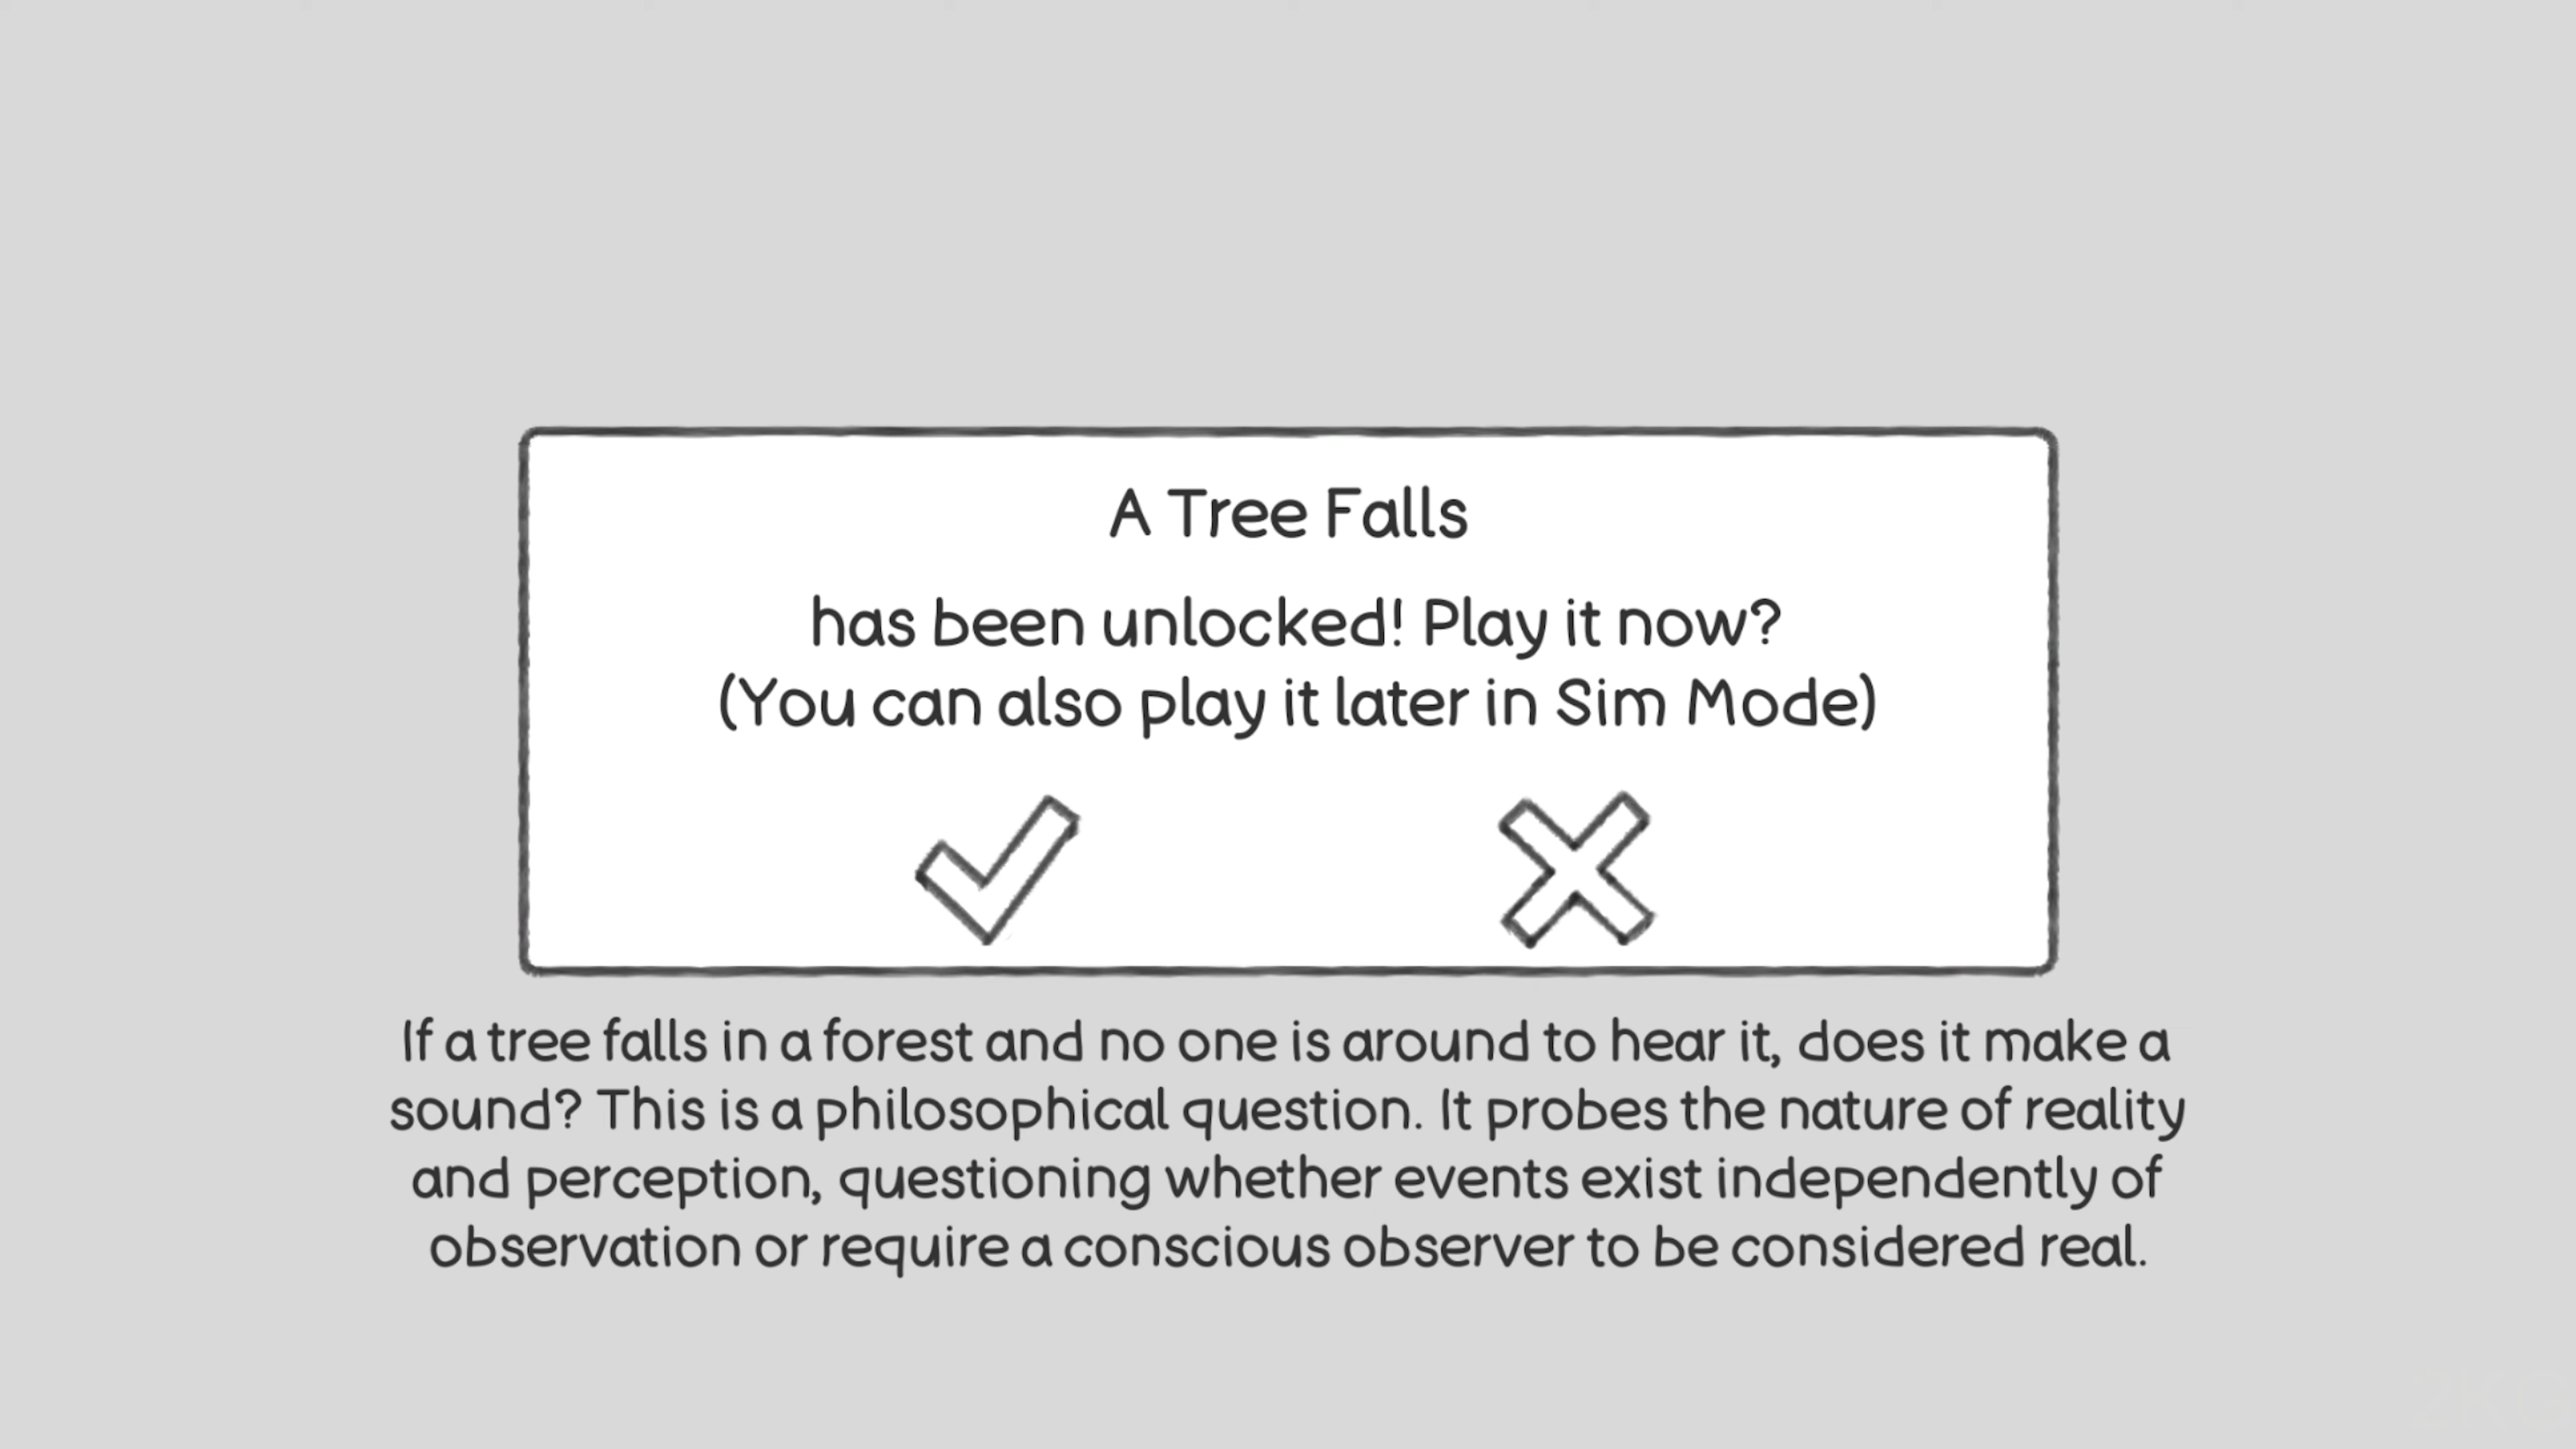 A Tree Falls
has been unlocked! Play it now?
(You can also play it later in Sim Mode)
If a tree falls in a forest and no one is around to hear it, does it make a
sound? This is a philosophical question. It probes the nature of reality
and perception, questioning whether events exist independently of
observation or require a conscious observer to be considered real.